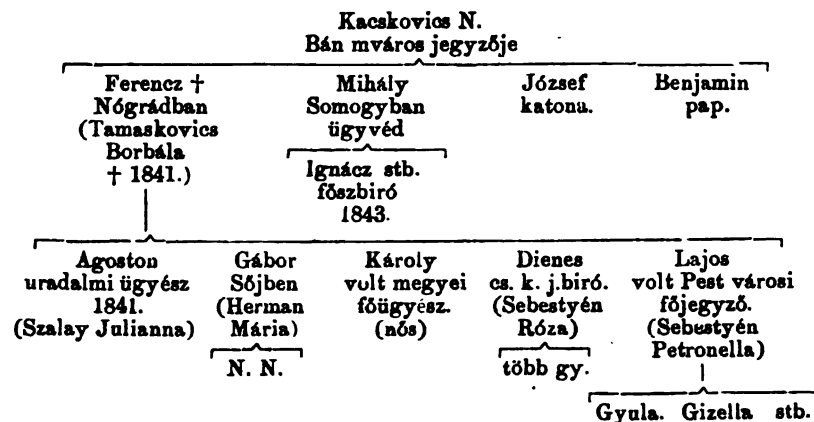 Kacskovics N.
Bán mváros jegyzője
Ferencz †
Nógrádban
(Tamaskovics
Borbála
† 1841.)
Mihály
Somogyban
ügyvéd
Ignácz stb.
főszbiró
1843.
József
katona.
Benjamin
pap.
Agoston
uradalmi ügyész
1841.
(Szalay Julianna)
Gábor
Sőjben
(Herman
Mária)
N. N.
Károly
volt megyei
főügyész.
(nős)
Dienes
cs. k. j.biró.
(Sebestyén
Róza)
több gy.
Lajos
volt Pest városi
főjegyző.
(Sebestyén
Petronella)
Gyula. Gizella stb.